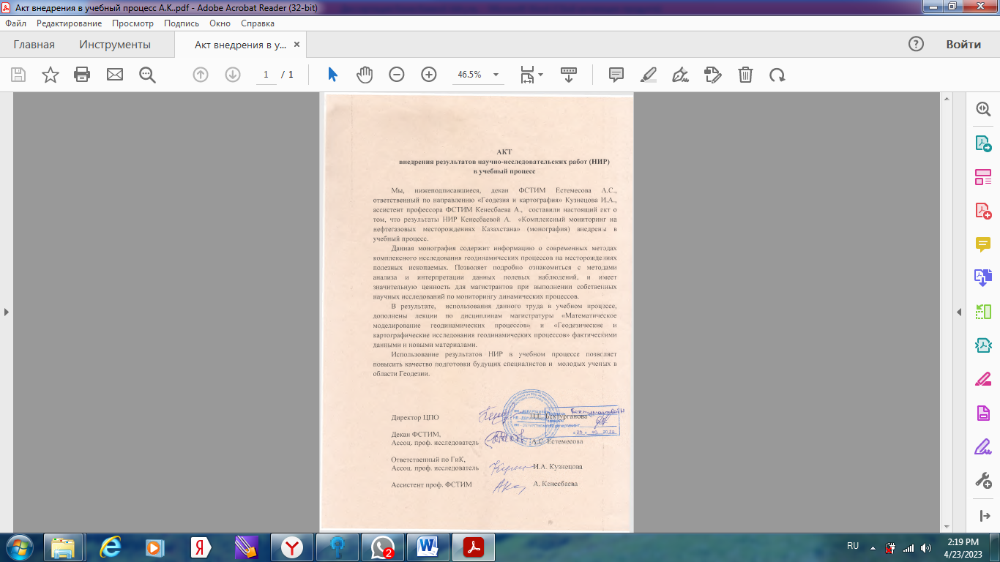 Акт внедрения в учебный процесс А.К..pdf - Adobe Acrobat Reader (32-bit)
Файл Редактирование Просмотр Подпись Окно Справка
Главная Инструменты Акт внедрения в у... × ? Войти
1 / 1 46.5%
АКТ
внедрения результатов научно-исследовательских работ (НИР)
в учебный процесс
Мы, нижеподписавшиеся, декан ФСТИМ Естемесова А.С.,
ответственный по направлению «Геодезия и картография» Кузнецова И.А.,
ассистент профессора ФСТИМ Кенесбаева А., составили настоящий акт о
том, что результаты НИР Кенесбаевой А. «Комплексный мониторинг на
нефтегазовых месторождениях Казахстана» (монография) внедрены в
учебный процесс.
Данная монография содержит информацию о современных методах
комплексного исследования геодинамических процессов на месторождениях
полезных ископаемых. Позволяет подробно ознакомиться с методами
анализа и интерпретации данных полевых наблюдений, и имеет
значительную ценность для магистрантов при выполнении собственных
научных исследований по мониторингу динамических процессов.
В результате, использования данного труда в учебном процессе,
дополнены лекции по дисциплинам магистратуры «Математическое
моделирование геодинамических процессов» и «Геодезические и
картографические исследования геодинамических процессов» фактическими
данными и новыми материалами.
Использование результатов НИР в учебном процессе позволяет
повысить качество подготовки будущих специалистов и молодых ученых в
области Геодезии.
Директор ЦПО П.Е. Бектурганова
Декан ФСТИМ,
Ассоц. проф. исследователь А.С. Естемесова
Ответственный по ГиК,
Ассоц. проф. исследователь И.А. Кузнецова
Ассистент проф. ФСТИМ А. Кенесбаева
RU 2:19 PM
4/23/2023
2